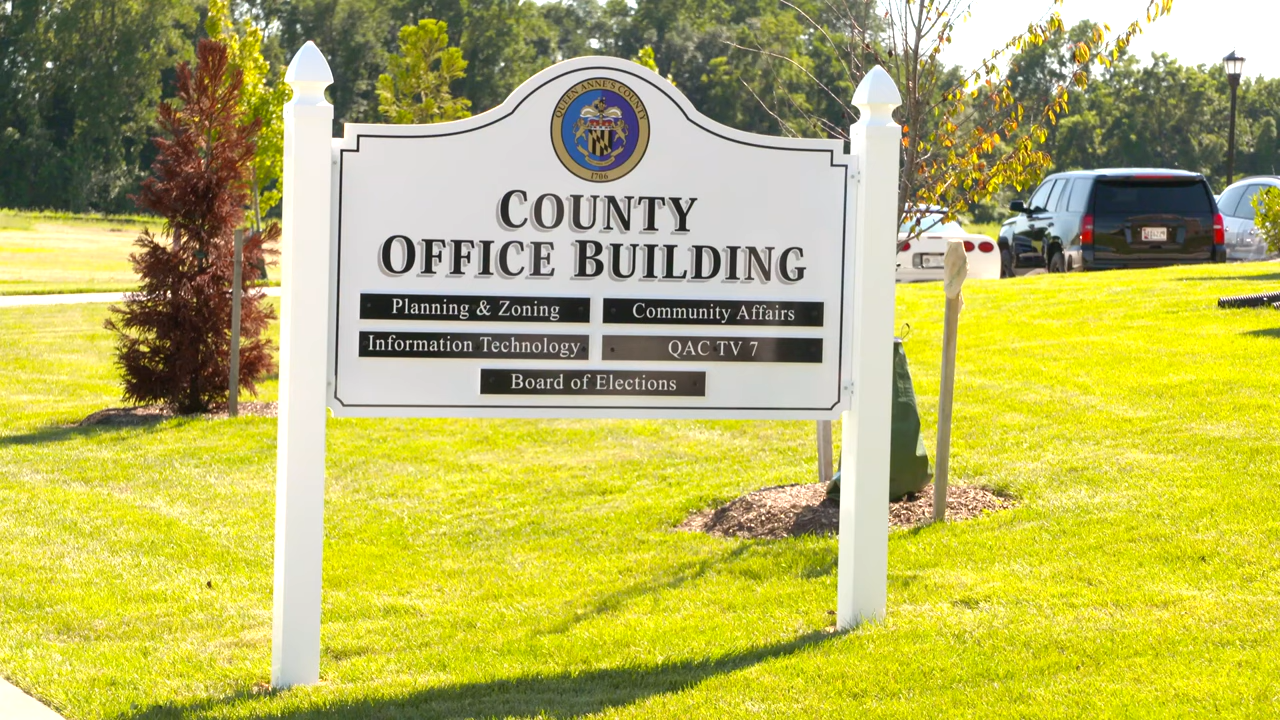 QUEEN ANNE'S COUNTY
1706
COUNTY
OFFICE BUILDING
Planning & Zoning
Community Affairs
Information Technology
QAC TV 7
Board of Elections